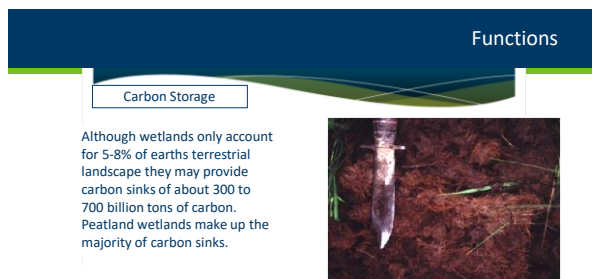 Functions
Carbon Storage
Although wetlands only account
for 5-8% of earths terrestrial
landscape they may provide
carbon sinks of about 300 to
700 billion tons of carbon.
Peatland wetlands make up the
majority of carbon sinks.